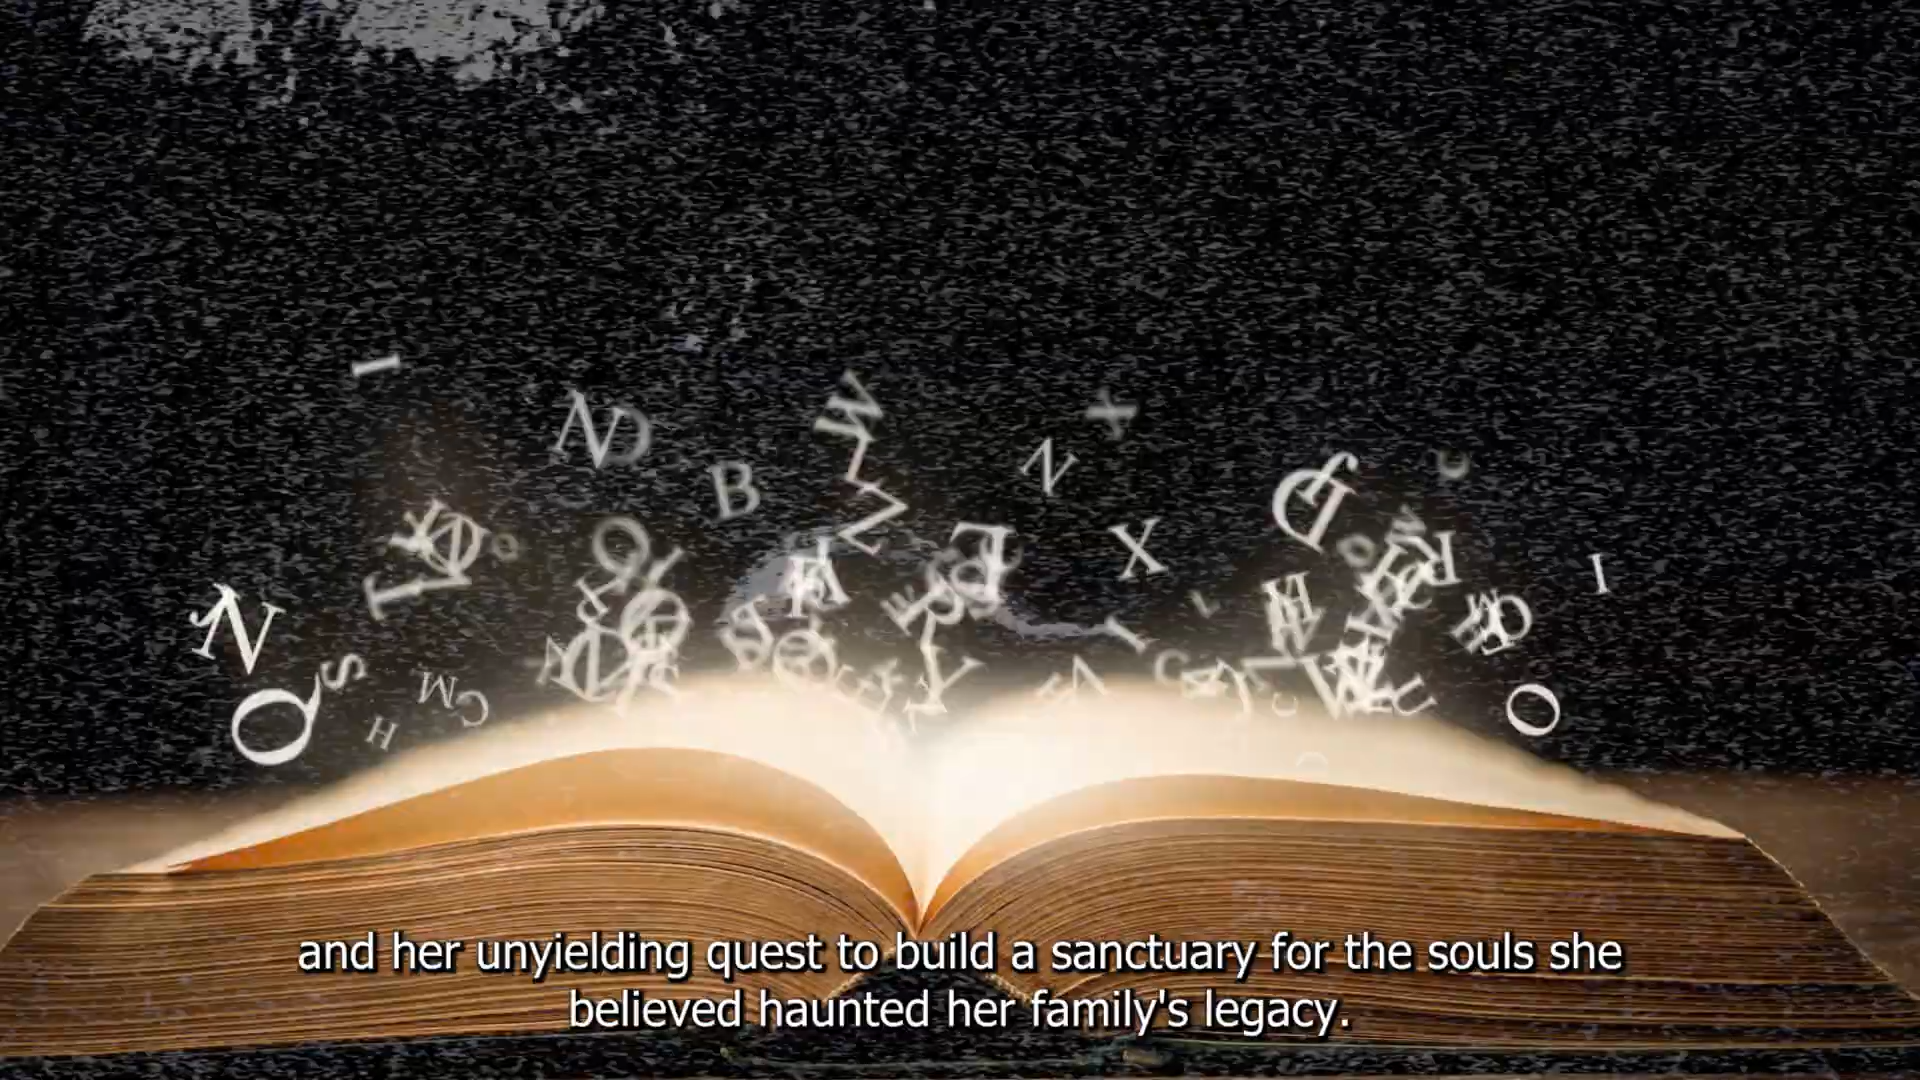 and her unyielding quest to build a sanctuary for the souls she
believed haunted her family's legacy.